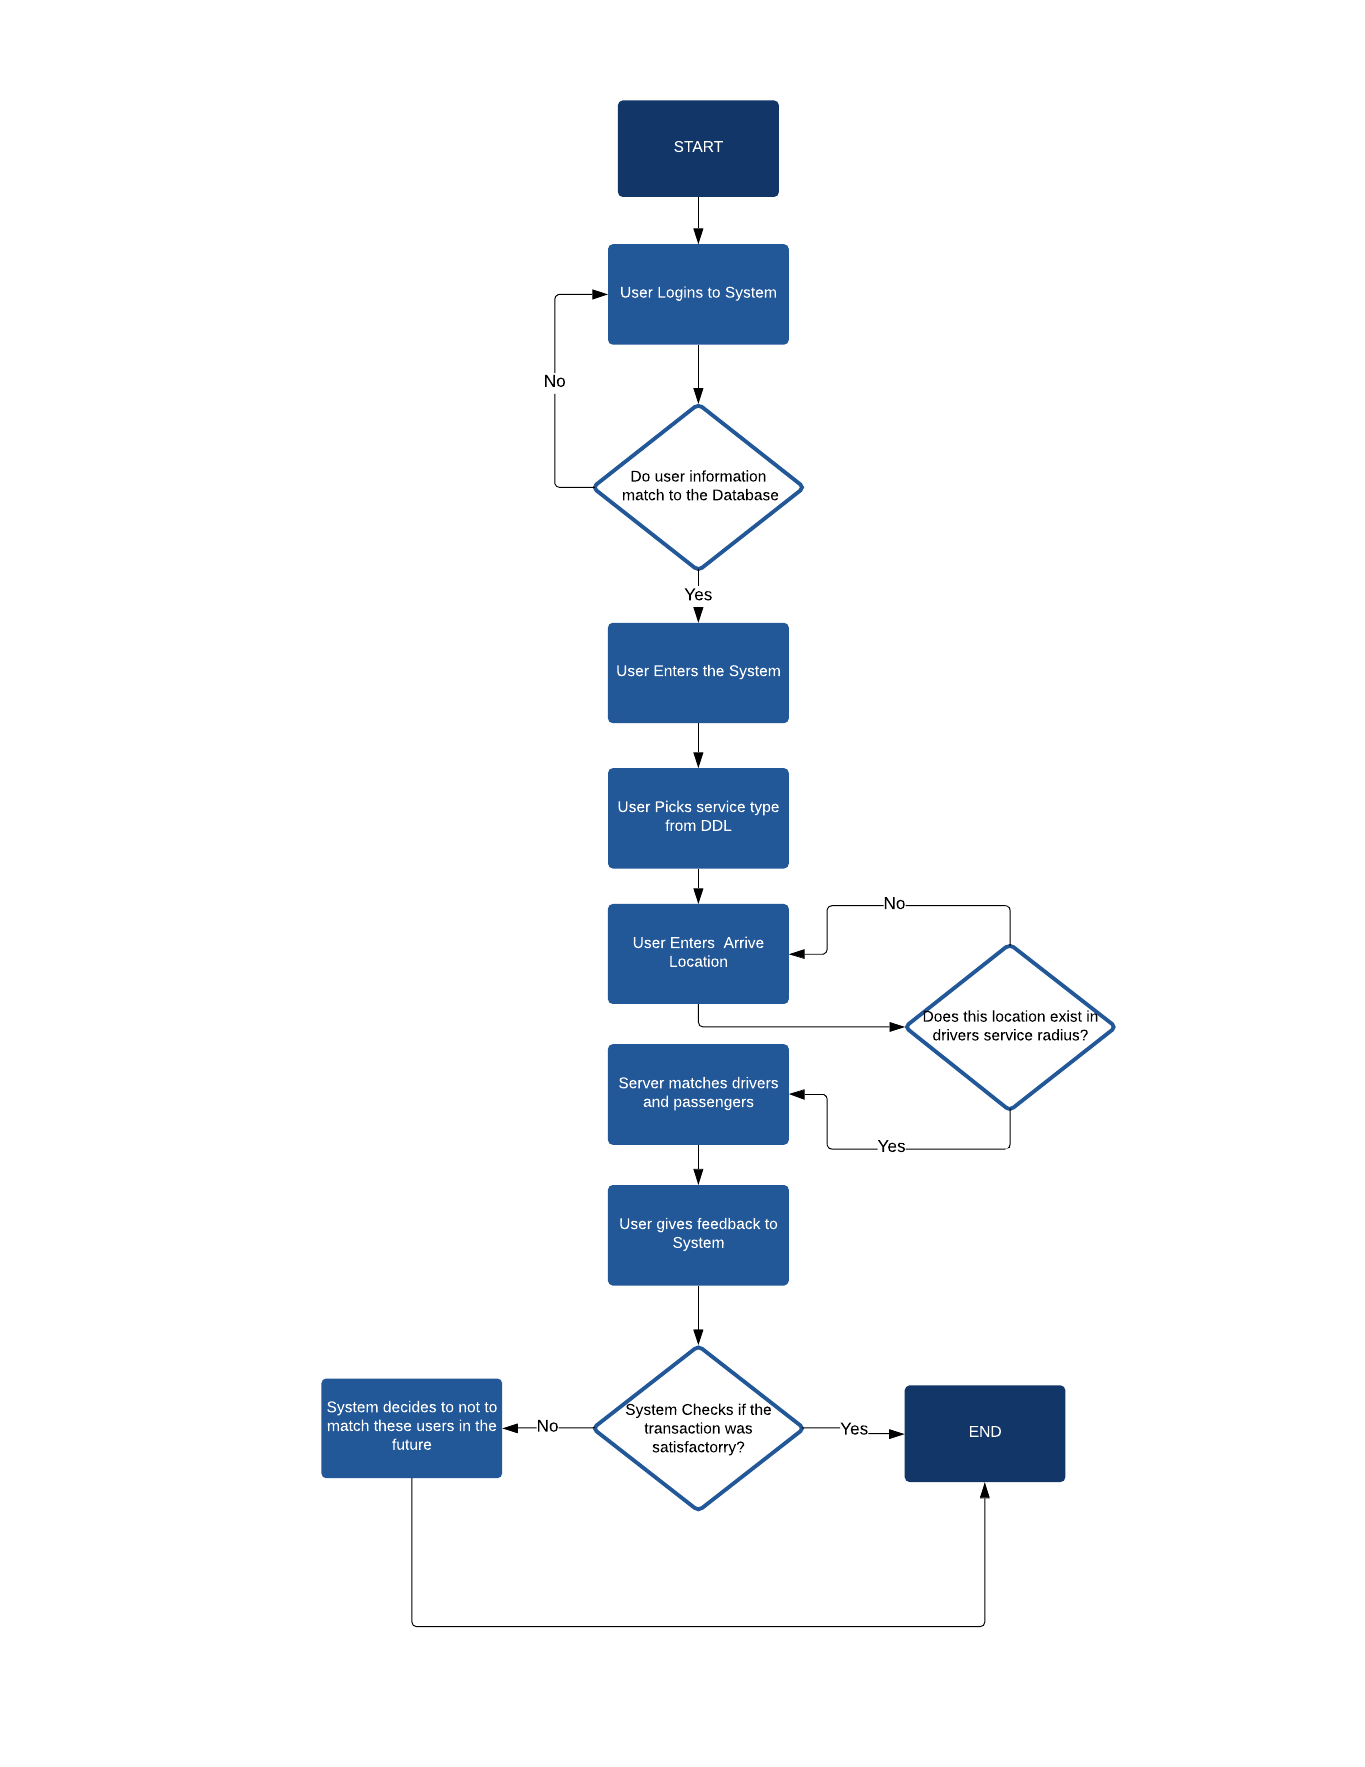 START
User Logins to System
No
Do user information
match to the Database
Yes
User Enters the System
User Picks service type
from DDL
No
User Enters  Arrive
Location
Does this location exist in
drivers service radius?
Server matches drivers
and passengers
Yes
User gives feedback to
System
System decides to not to
match these users in the
future
No
System Checks if the
transaction was
satisfactorry?
Yes
END